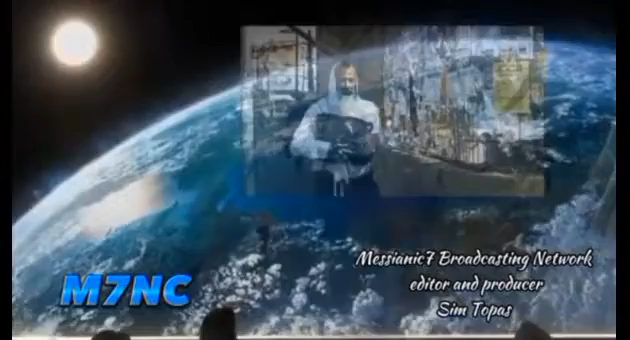 Messianic7 Broadcasting Network
editor and producer
Sim Topas
M7NC